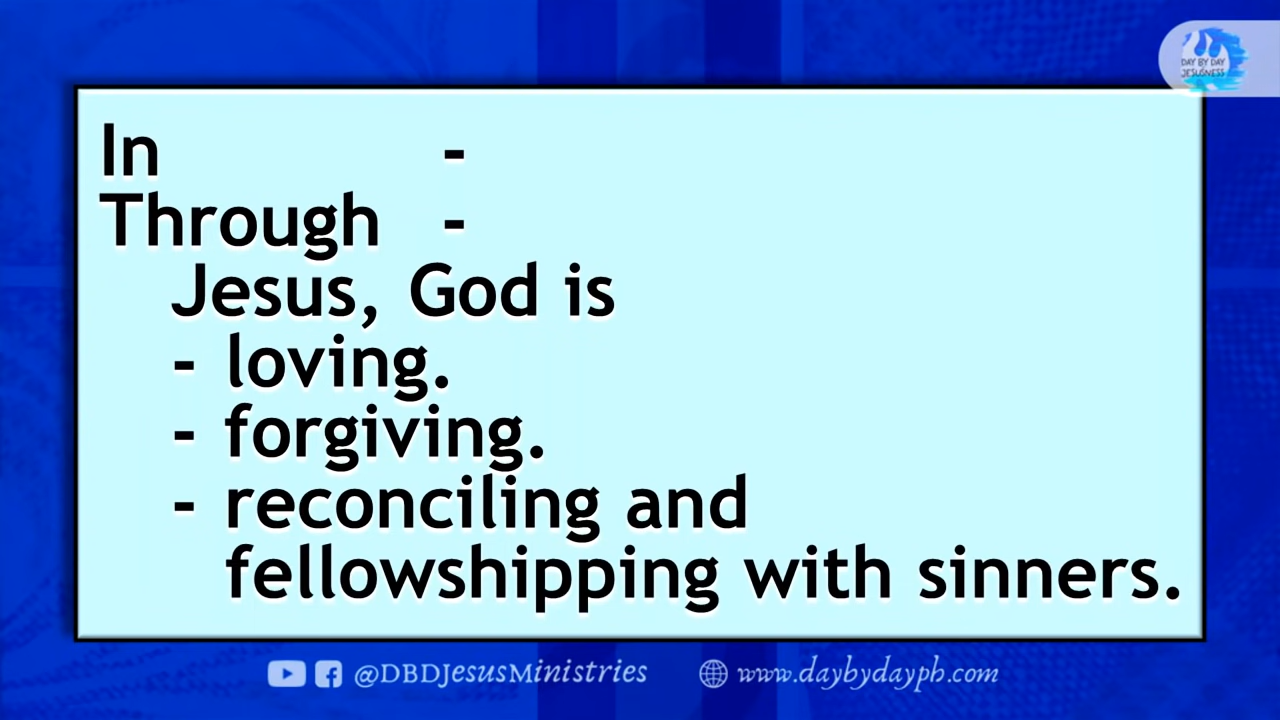 DAY BY DAY
JESUSNESS
In -
Through -
Jesus, God is
- loving.
- forgiving.
- reconciling and
fellowshipping with sinners.
@DBDJesusMinistries
www.daybydayph.com